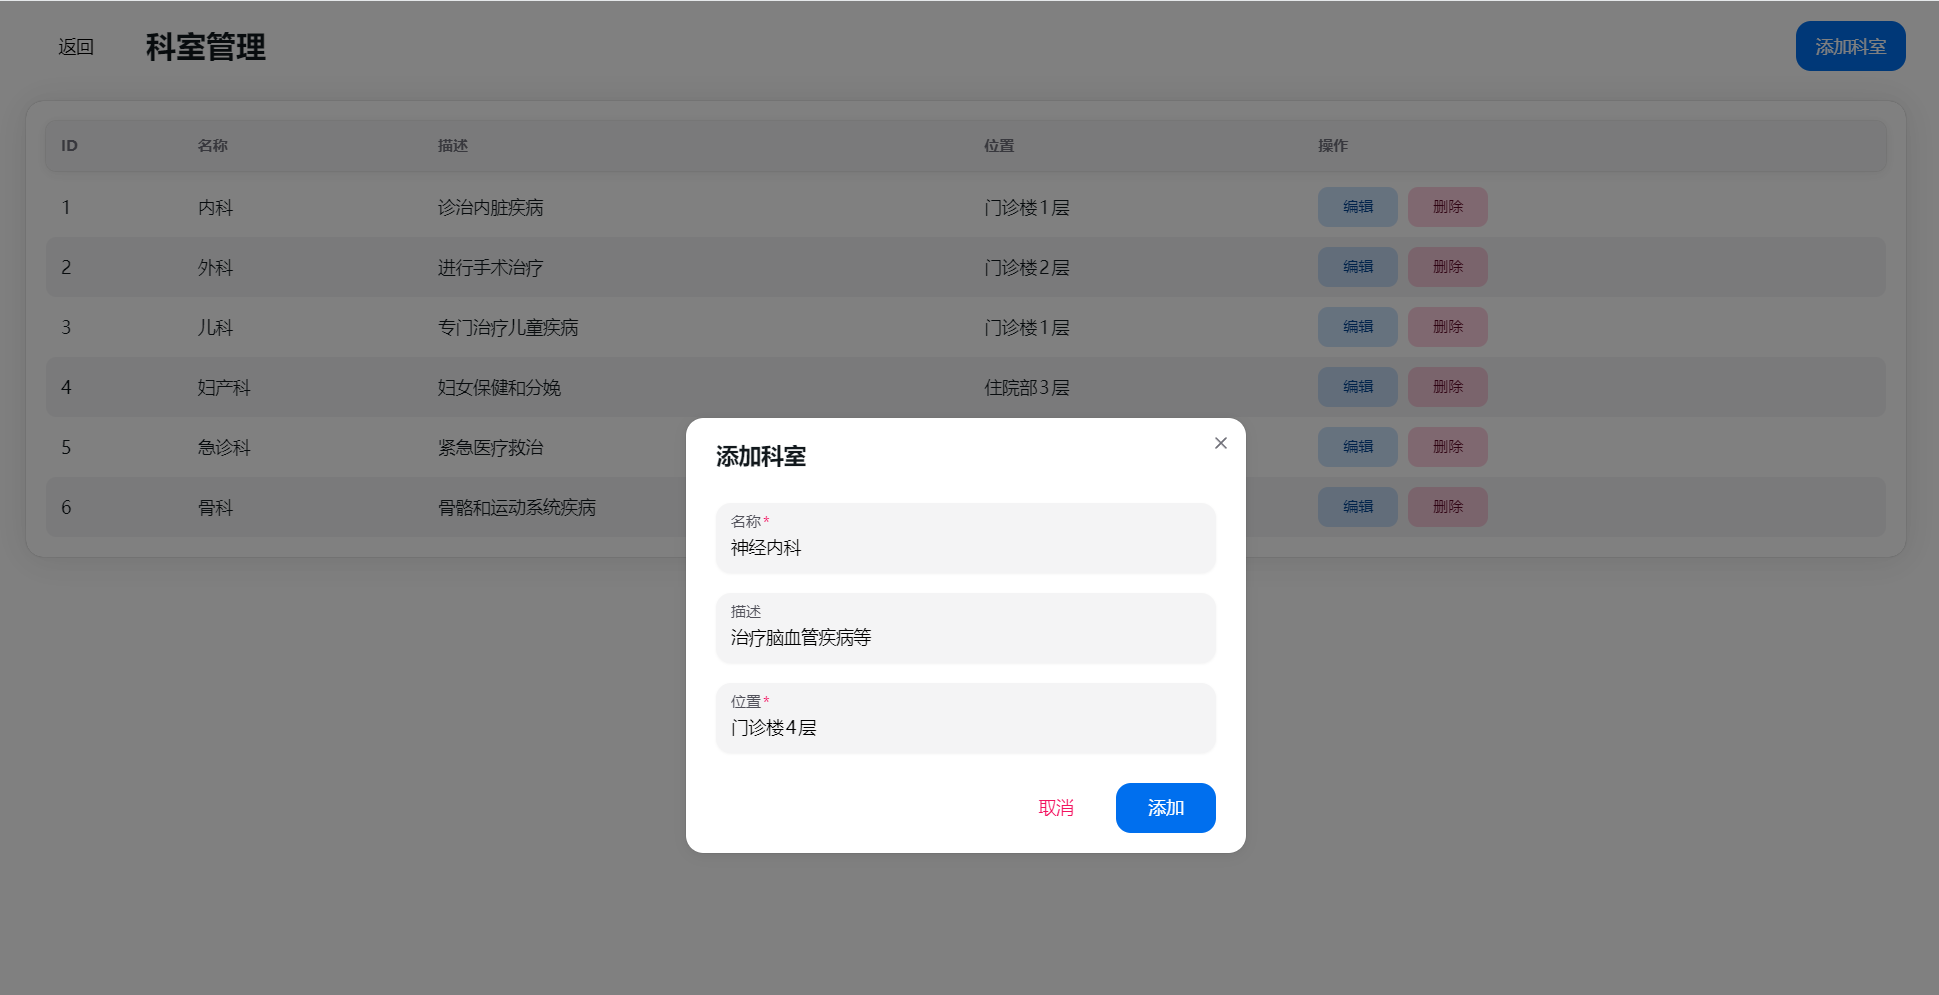 返回 科室管理 添加科室
ID 名称 描述 位置 操作
1 内科 诊治内脏疾病 门诊楼1层 编辑 删除
2 外科 进行手术治疗 门诊楼2层 编辑 删除
3 儿科 专门治疗儿童疾病 门诊楼1层 编辑 删除
4 妇产科 妇女保健和分娩 住院部3层 编辑 删除
5 急诊科 紧急医疗救治 编辑 删除
6 骨科 骨骼和运动系统疾病 编辑 删除
添加科室
名称*
神经内科
描述
治疗脑血管疾病等
位置*
门诊楼4层
取消 添加